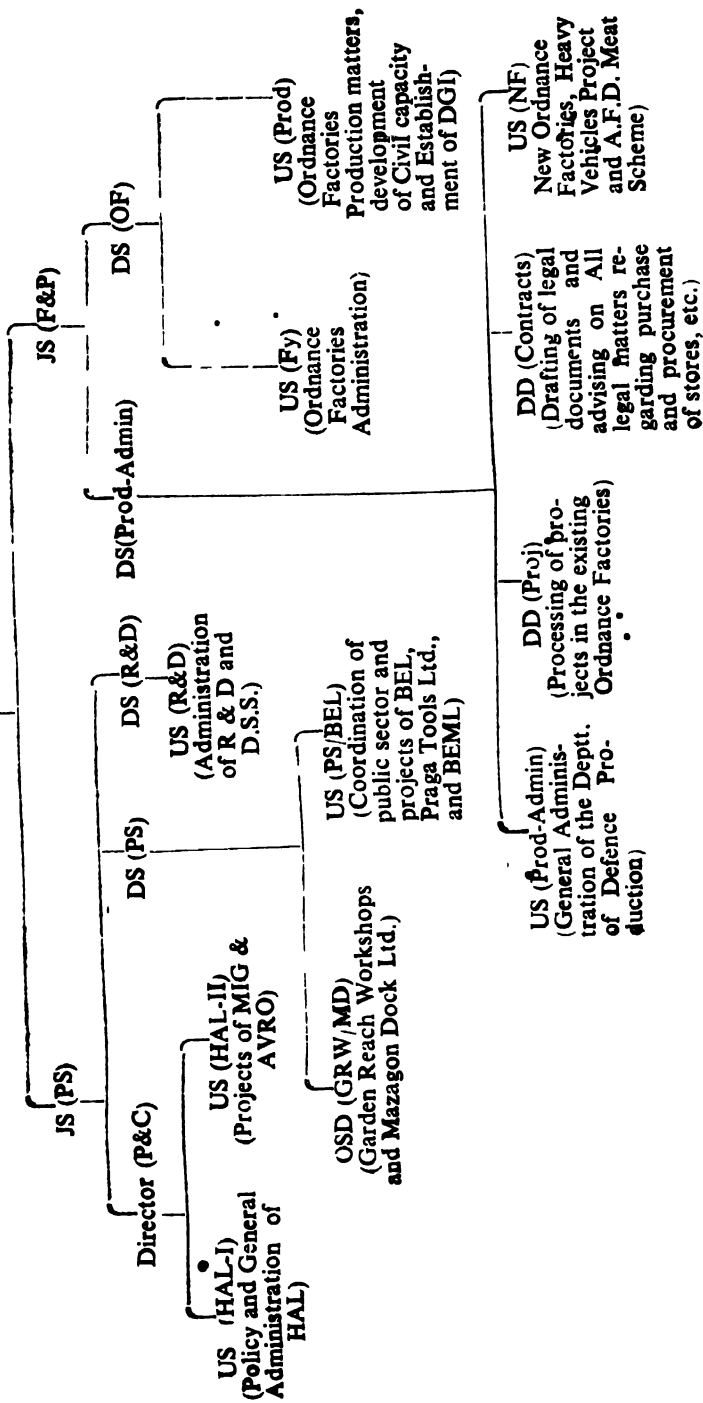 JS (PS)
JS (F&P)
Director (P&C)
DS (PS)
DS (R&D)
DS(Prod-Admin)
DS (OF)
US (HAL-I)
(Policy and General
Administration of
HAL)
US (HAL-II)
(Projects of MIG &
AVRO)
US (R&D)
(Administration
of R & D and
D.S.S.)
US (Fy)
(Ordnance
Factories
Administration)
US (Prod)
(Ordnance
Factories
Production matters,
development
of Civil capacity
and Establish-
ment of DGI)
OSD (GRW/MD)
(Garden Reach Workshops
and Mazagon Dock Ltd.)
US (PS/BEL)
(Coordination of
public sector and
projects of BEL,
Praga Tools Ltd.,
and BEML)
US (Prod-Admin)
(General Adminis-
tration of the Deptt.
of Defence Pro-
duction)
DD (Proj)
(Processing of pro-
jects in the existing
Ordnance Factories)
DD (Contracts)
(Drafting of legal
documents and
advising on All
legal matters re-
garding purchase
and procurement
of stores, etc.)
US (NF)
New Ordnance
Factories, Heavy
Vehicles Project
and A.F.D. Meat
Scheme)